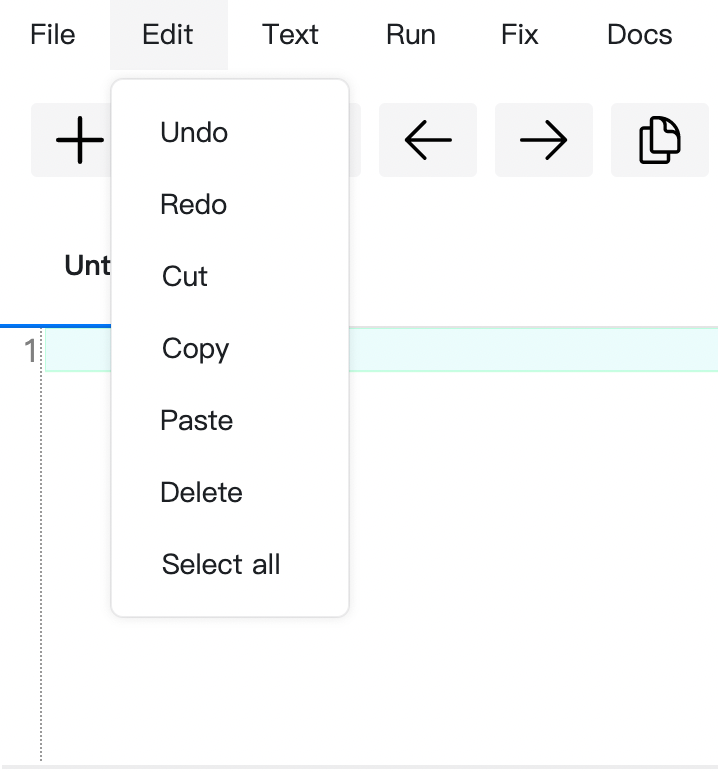 File Edit Text Run Fix Docs
Undo
Redo
Unt
Cut
1
Copy
Paste
Delete
Select all